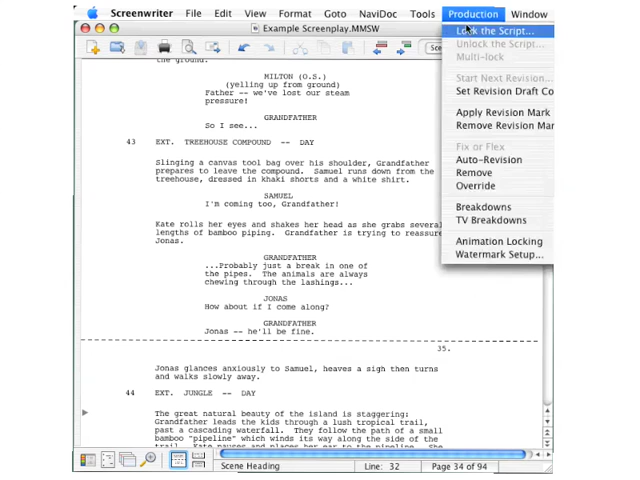 Screenwriter File Edit View Format Goto NaviDoc Tools Production Window
Example Screenplay.MMSW
the ground.
MILTON (O.S.)
(yelling up from ground)
Father -- we've lost our steam
pressure!
GRANDFATHER
So I see...
43 EXT. TREEHOUSE COMPOUND -- DAY
Slinging a canvas tool bag over his shoulder, Grandfather
prepares to leave the compound. Samuel runs down from the
treehouse, dressed in khaki shorts and a white shirt.
SAMUEL
I'm coming too, Grandfather!
Kate rolls her eyes and shakes her head as she grabs several
lengths of bamboo piping. Grandfather is trying to reassure
Jonas.
GRANDFATHER
...Probably just a break in one of
the pipes. The animals are always
chewing through the lashings...
JONAS
How about if I come along?
GRANDFATHER
Jonas -- he'll be fine.
35.
Jonas glances anxiously to Samuel, heaves a sigh then turns
and walks slowly away.
44 EXT. JUNGLE -- DAY
The great natural beauty of the island is staggering:
Grandfather leads the kids through a lush tropical trail,
past a cascading waterfall. They follow the path of a small
bamboo "pipeline" which winds its way along the side of the
trail. Kate pauses and places her ear to the pipeline. She
Lock the Script...
Unlock the Script...
Multi-lock
Start Next Revision...
Set Revision Draft Co
Apply Revision Mark
Remove Revision Mar
Fix or Flex
Auto-Revision
Remove
Override
Breakdowns
TV Breakdowns
Animation Locking
Watermark Setup...
Scene Heading Line: 32 Page 34 of 94